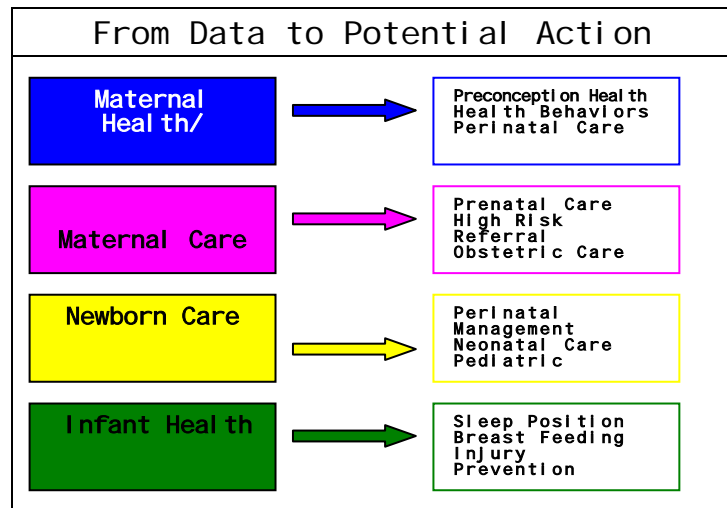 From Data to Potential Action
Maternal
Health/
Preconception Health
Health Behaviors
Perinatal Care
Maternal Care
Prenatal Care
High Risk
Referral
Obstetric Care
Newborn Care
Perinatal
Management
Neonatal Care
Pediatric
Infant Health
Sleep Position
Breast Feeding
Injury
Prevention